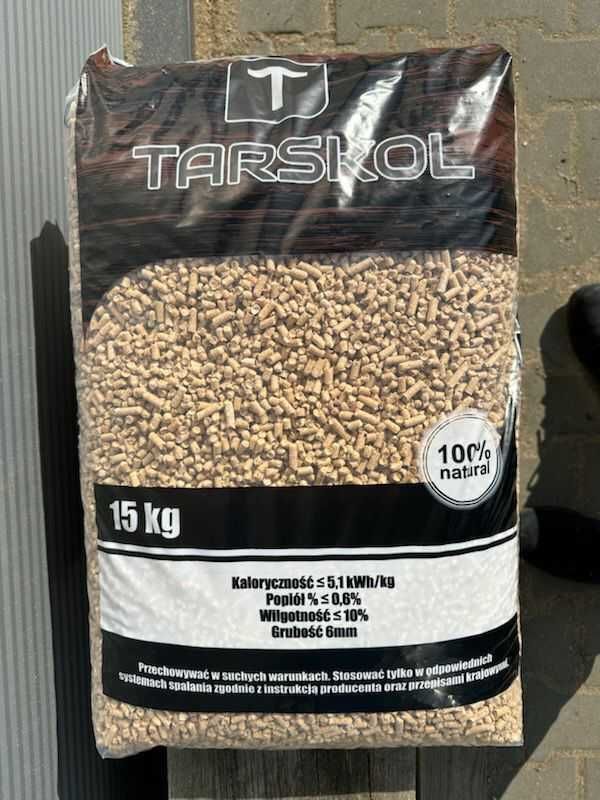 T
TARSKOL
100%
natural
15 kg
Kaloryczność ≤ 5,1 kWh/kg
Popiół % ≤ 0,6%
Wilgotność ≤ 10%
Grubość 6mm
Przechowywać w suchych warunkach. Stosować tylko w odpowiednich
systemach spalania zgodnie z instrukcją producenta oraz przepisami krajowymi.